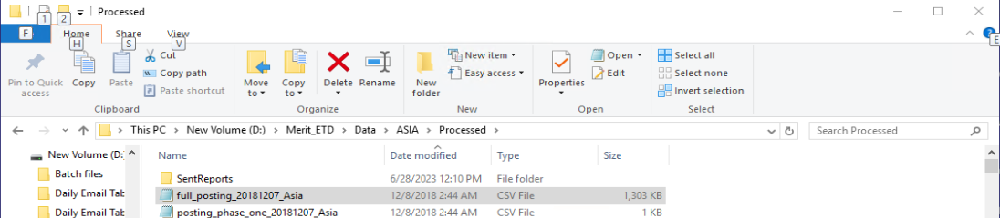 1 2 Processed
F Home Share View
H S V E
Pin to Quick access
Copy
Paste
Cut
Copy path
Paste shortcut
Clipboard
Move to
Copy to
Delete
Rename
Organize
New folder
New item
Easy access
New
Properties
Open
Edit
Open
Select all
Select none
Invert selection
Select
This PC > New Volume (D:) > Merit_ETD > Data > ASIA > Processed >
Search Processed
New Volume (D:)
Batch files
Daily Email Tab
Daily Email Tab
Name Date modified Type Size
SentReports 6/28/2023 12:10 PM File folder
full_posting_20181207_Asia 12/8/2018 2:44 AM CSV File 1,303 KB
posting_phase_one_20181207_Asia 12/8/2018 2:44 AM CSV File 1 KB